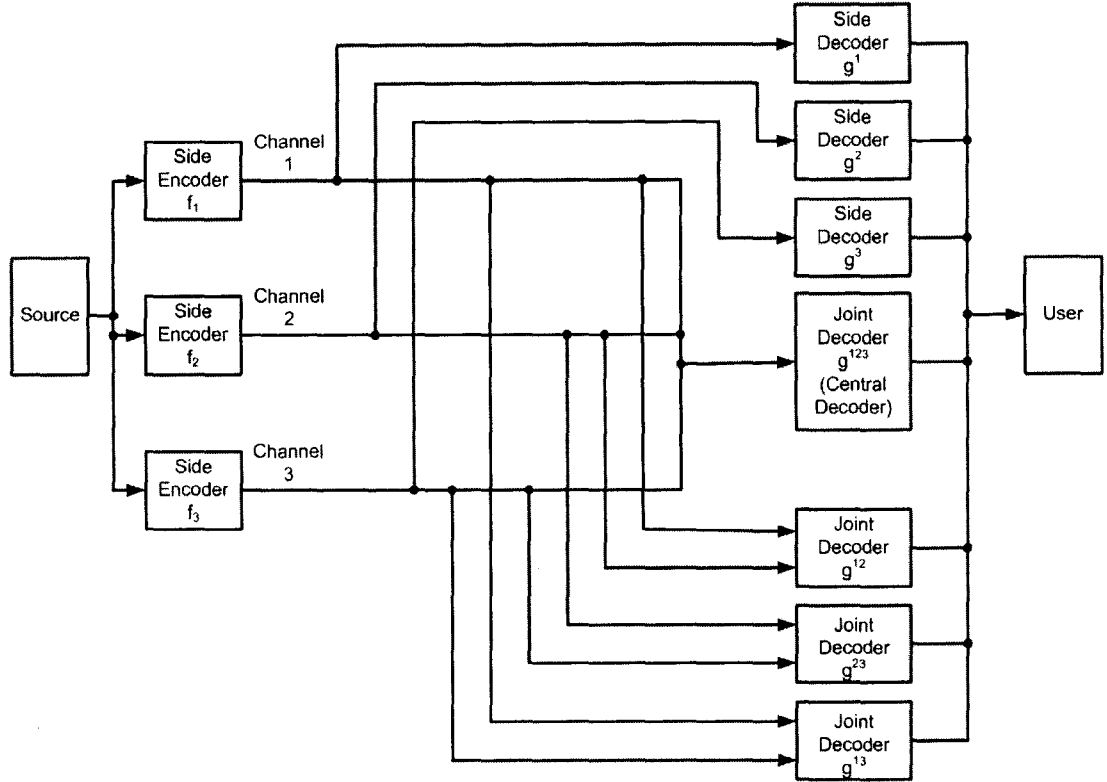 Source
Side
Encoder
f₁
Channel
1
Side
Encoder
f₂
Channel
2
Side
Encoder
f₃
Channel
3
Side
Decoder
g¹
Side
Decoder
g²
Side
Decoder
g³
Joint
Decoder
g¹²³
(Central
Decoder)
Joint
Decoder
g¹²
Joint
Decoder
g²³
Joint
Decoder
g¹³
User